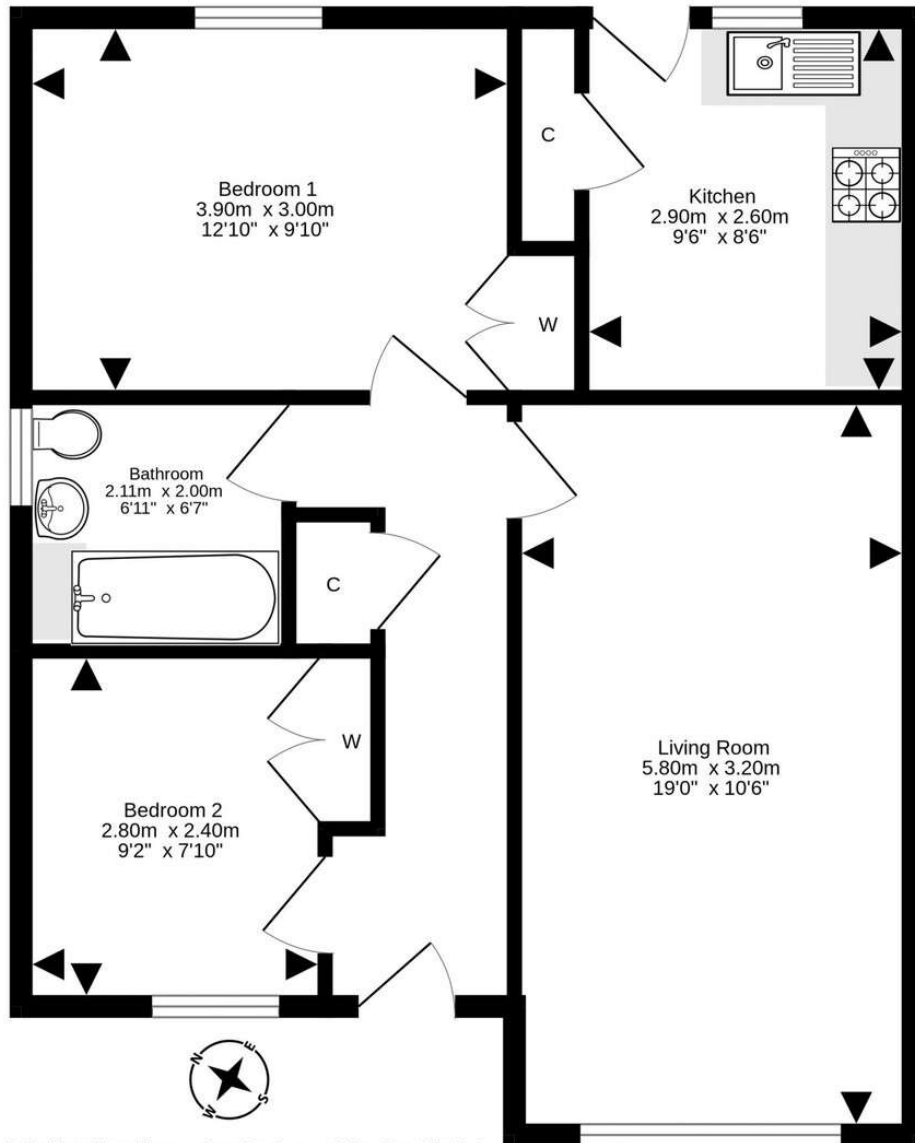 Bedroom 1
3.90m x 3.00m
12'10" x 9'10"
C
Kitchen
2.90m x 2.60m
9'6" x 8'6"
W
Bathroom
2.11m x 2.00m
6'11" x 6'7"
C
Living Room
5.80m x 3.20m
19'0" x 10'6"
W
Bedroom 2
2.80m x 2.40m
9'2" x 7'10"
N
E
W
S